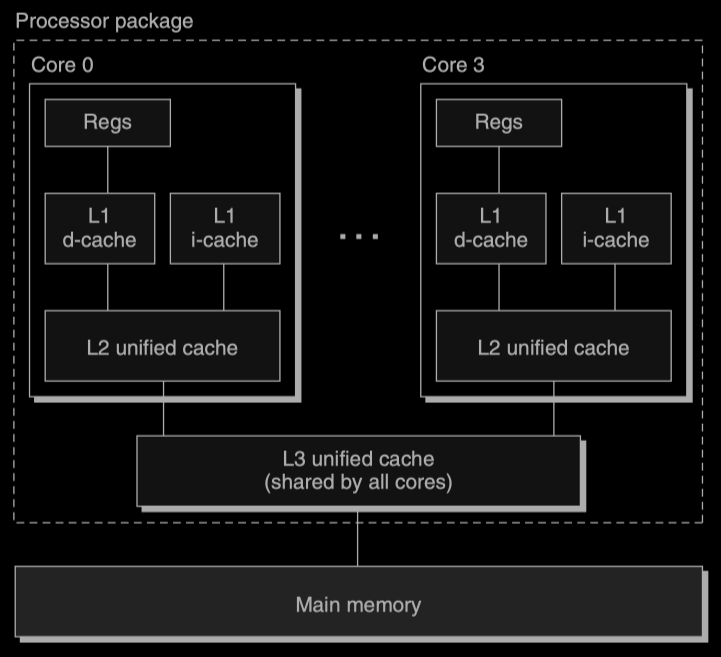 Processor package
Core 0
Core 3
Regs
Regs
L1
d-cache
L1
i-cache
...
L1
d-cache
L1
i-cache
L2 unified cache
L2 unified cache
L3 unified cache
(shared by all cores)
Main memory